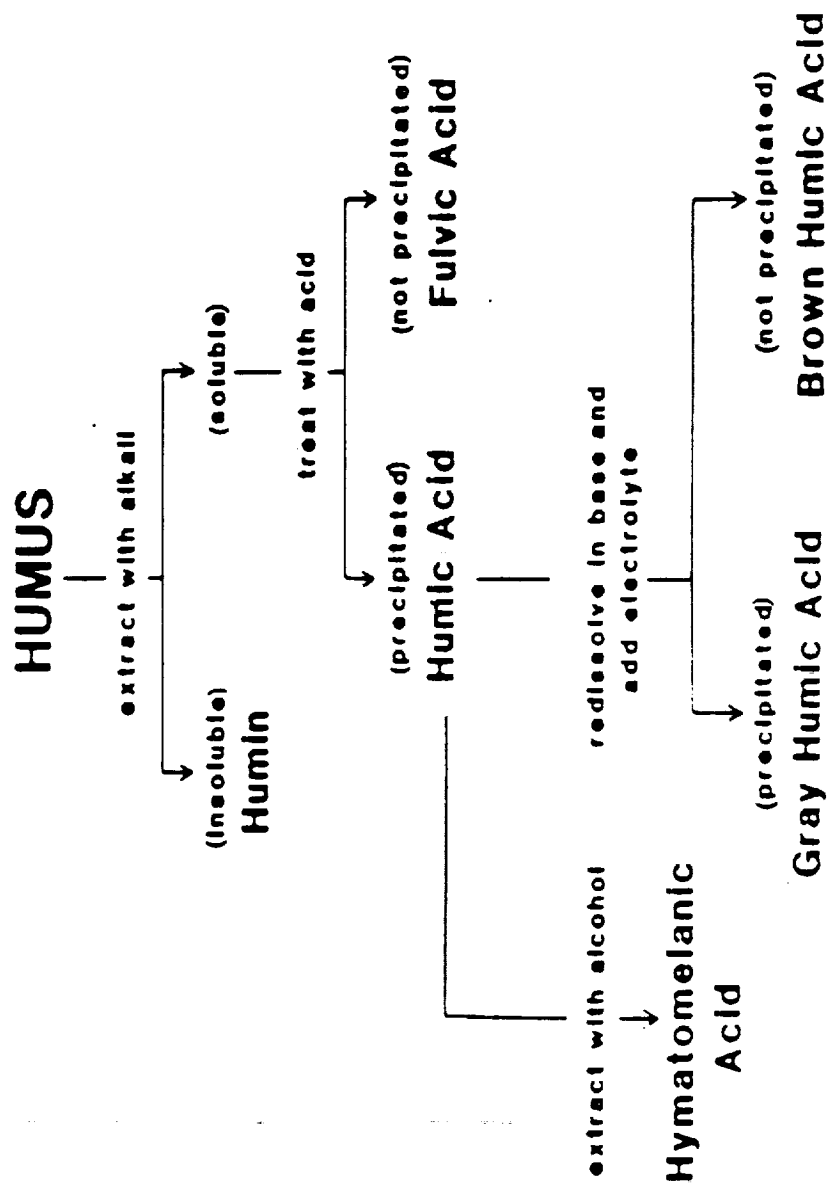 HUMUS
extract with alkali
(insoluble)
Humin
(soluble)
treat with acid
(precipitated)
Humic Acid
(not precipitated)
Fulvic Acid
extract with alcohol
Hymatomelanic
Acid
redissolve in base and
add electrolyte
(precipitated)
Gray Humic Acid
(not precipitated)
Brown Humic Acid